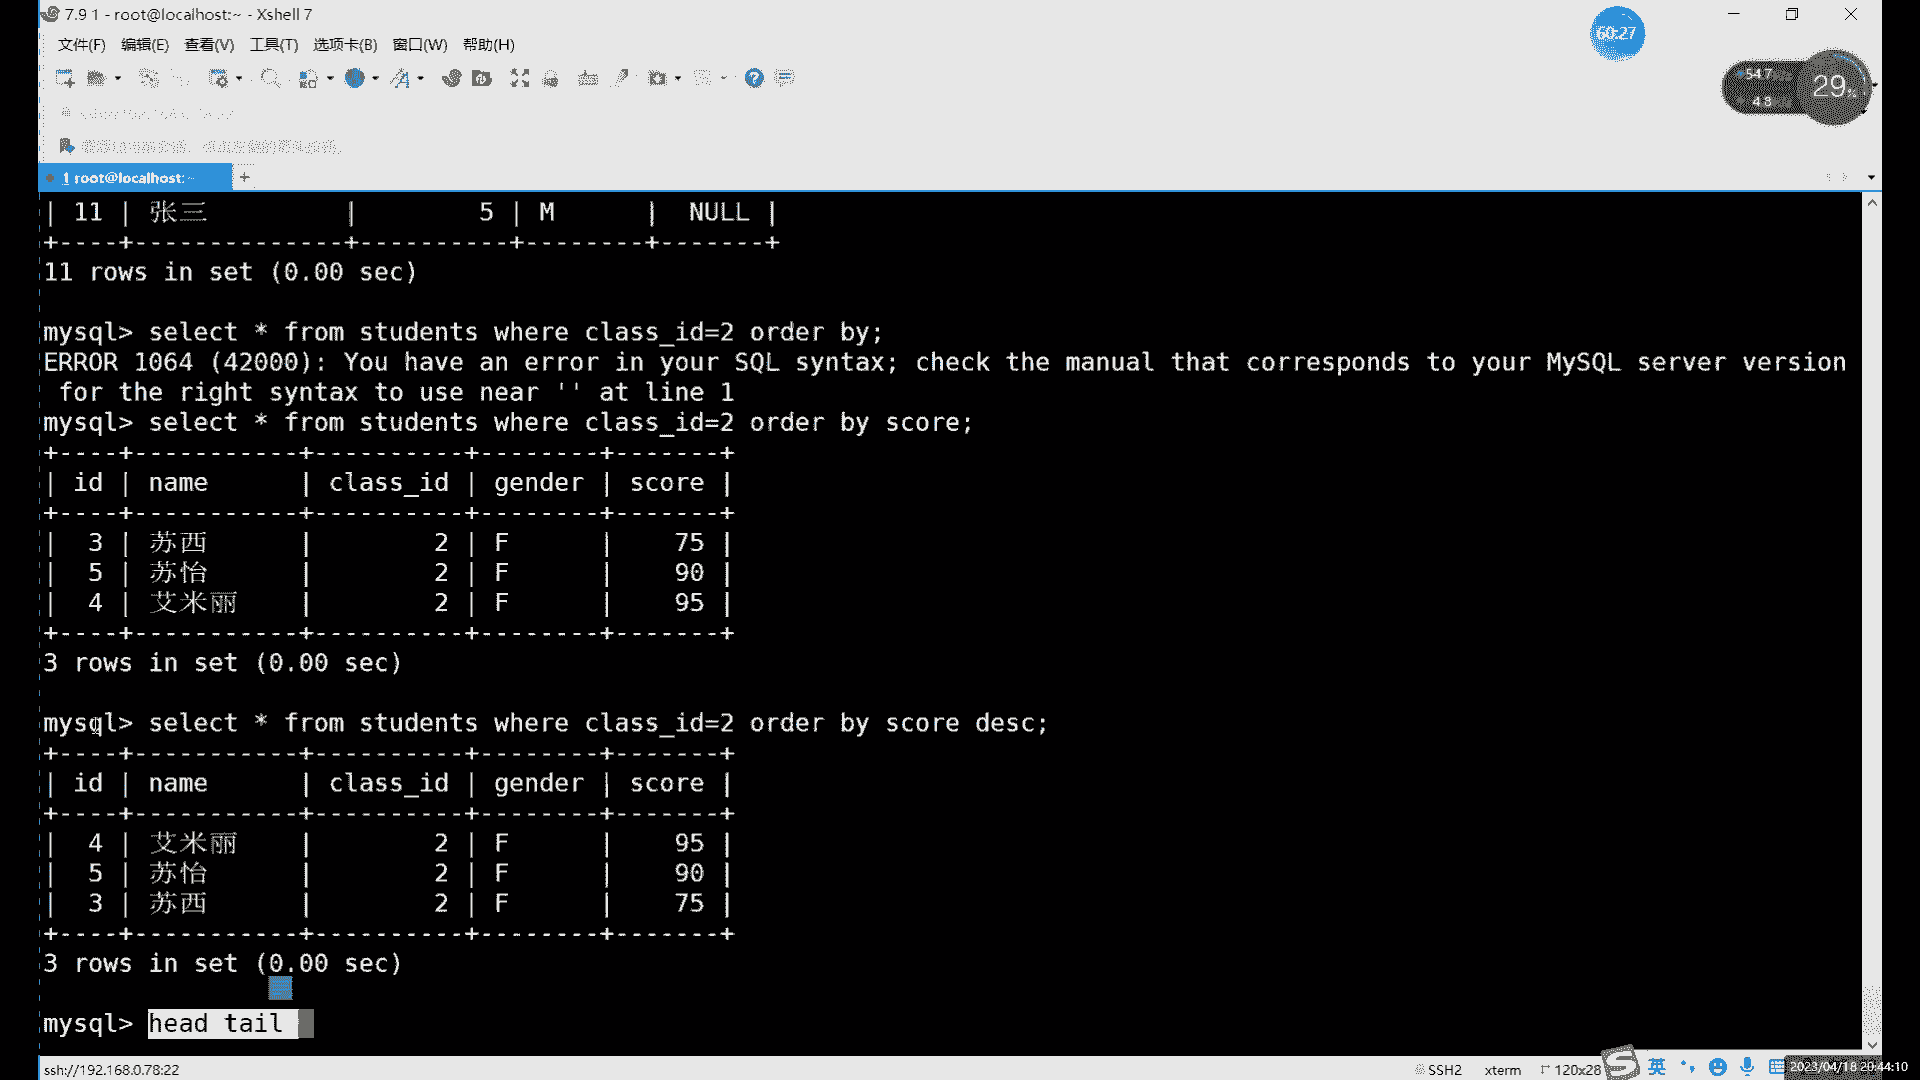 7.9 1 - root@localhost:~ - Xshell 7
60:27
文件(F) 编辑(E) 查看(V) 工具(T) 选项卡(B) 窗口(W) 帮助(H)
54.7
29%
4.8
1 root@localhost:~
| 11 | 张三 | 5 | M | NULL |
+----+--------------+----------+--------+-------+
11 rows in set (0.00 sec)
mysql> select * from students where class_id=2 order by;
ERROR 1064 (42000): You have an error in your SQL syntax; check the manual that corresponds to your MySQL server version
for the right syntax to use near '' at line 1
mysql> select * from students where class_id=2 order by score;
+----+-----------+----------+--------+-------+
| id | name | class_id | gender | score |
+----+-----------+----------+--------+-------+
| 3 | 苏西 | 2 | F | 75 |
| 5 | 苏怡 | 2 | F | 90 |
| 4 | 艾米丽 | 2 | F | 95 |
+----+-----------+----------+--------+-------+
3 rows in set (0.00 sec)
mysql> select * from students where class_id=2 order by score desc;
+----+-----------+----------+--------+-------+
| id | name | class_id | gender | score |
+----+-----------+----------+--------+-------+
| 4 | 艾米丽 | 2 | F | 95 |
| 5 | 苏怡 | 2 | F | 90 |
| 3 | 苏西 | 2 | F | 75 |
+----+-----------+----------+--------+-------+
3 rows in set (0.00 sec)
mysql> head tail
ssh://192.168.0.78:22 SSH2 xterm 120x28 英 2023/04/18 20:44:10